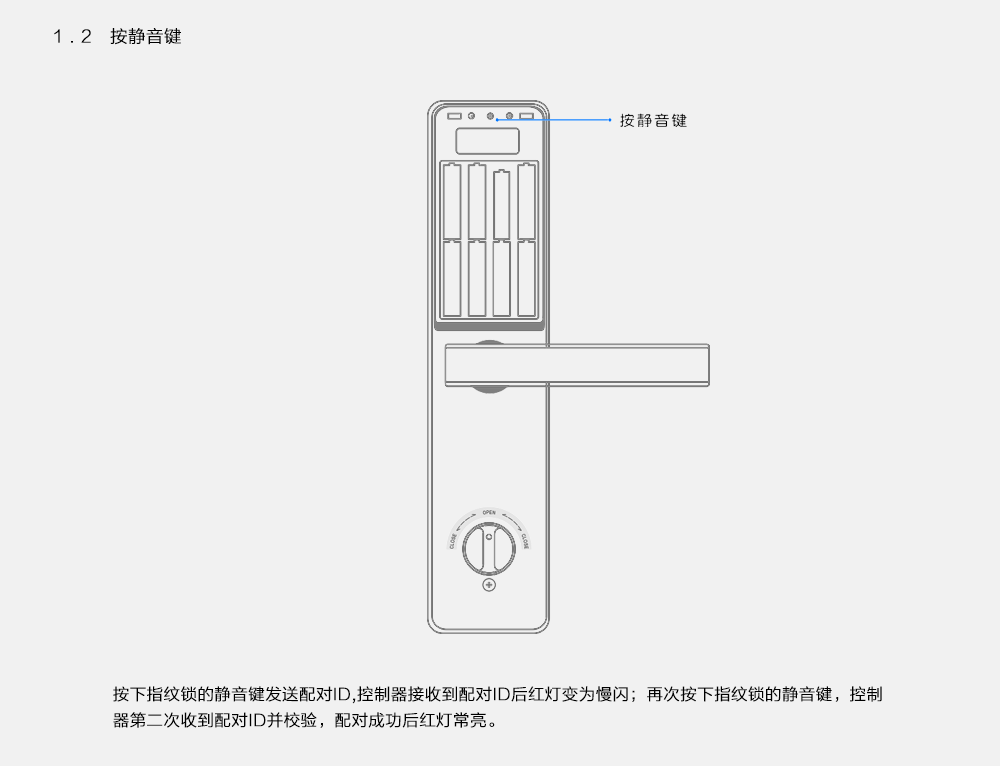 1.2 按静音键
按静音键
OPEN
CLOSE
CLOSE
按下指纹锁的静音键发送配对ID,控制器接收到配对ID后红灯变为慢闪；再次按下指纹锁的静音键，控制
器第二次收到配对ID并校验，配对成功后红灯常亮。